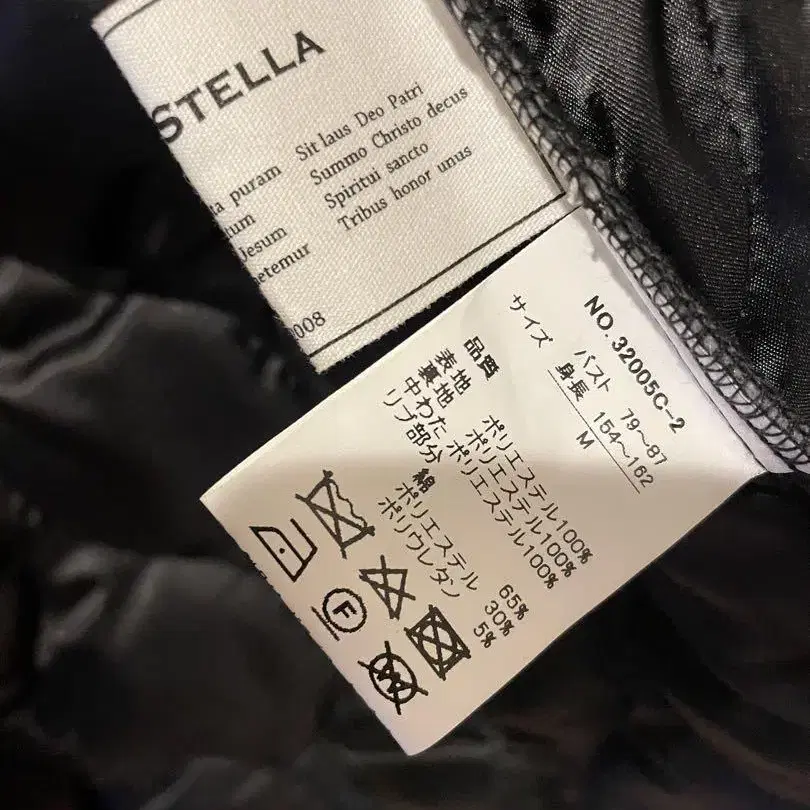 STELLA
ta puram Sit laus Deo Patri
tum Summo Christo decus
Jesum Spiritui sancto
etemur Tribus honor unus
008
NO.32005C-2
サイズ バスト 79~87
身長 154~162
M
品質
表地 ポリエステル100%
裏地 ポリエステル100%
中わた ポリエステル100%
リブ部分 綿 65%
ポリエステル 30%
ポリウレタン 5%
F
W